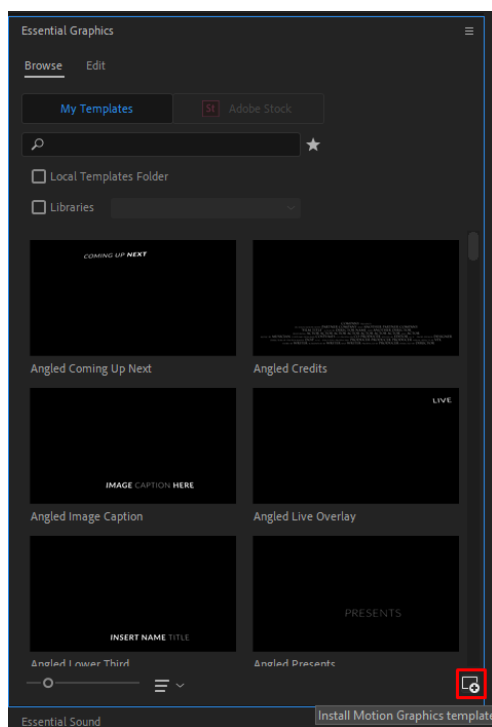 Essential Graphics
Browse Edit
My Templates St Adobe Stock
Local Templates Folder
Libraries
COMING UP NEXT
Angled Coming Up Next Angled Credits
LIVE
IMAGE CAPTION HERE
Angled Image Caption Angled Live Overlay
PRESENTS
INSERT NAME TITLE
Angled Lower Third Angled Presents
Install Motion Graphics template
Essential Sound